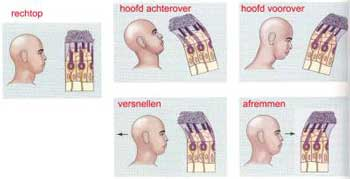 rechtop
hoofd achterover
hoofd voorover
versnellen
afremmen